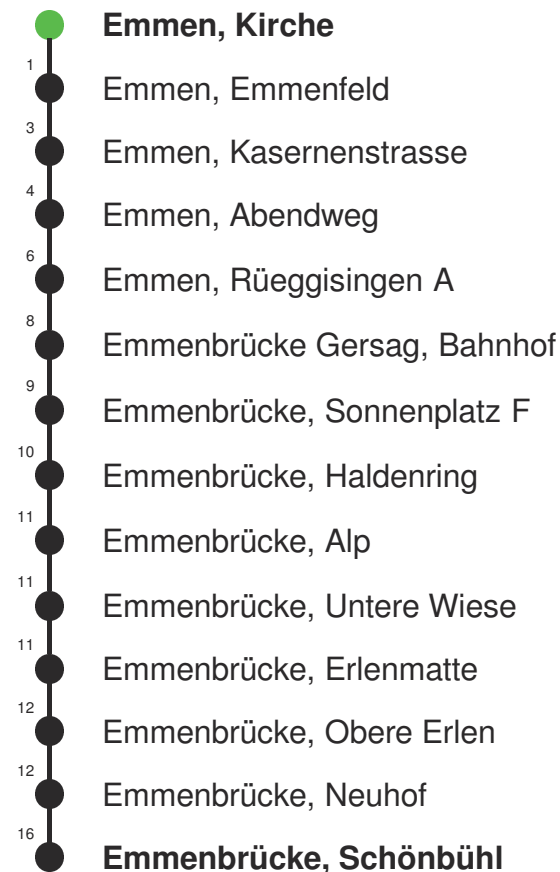 Emmen, Kirche
1
Emmen, Emmenfeld
3
Emmen, Kasernenstrasse
4
Emmen, Abendweg
6
Emmen, Rüeggisingen A
8
Emmenbrücke Gersag, Bahnhof
9
Emmenbrücke, Sonnenplatz F
10
Emmenbrücke, Haldenring
11
Emmenbrücke, Alp
11
Emmenbrücke, Untere Wiese
11
Emmenbrücke, Erlenmatte
12
Emmenbrücke, Obere Erlen
12
Emmenbrücke, Neuhof
16
Emmenbrücke, Schönbühl